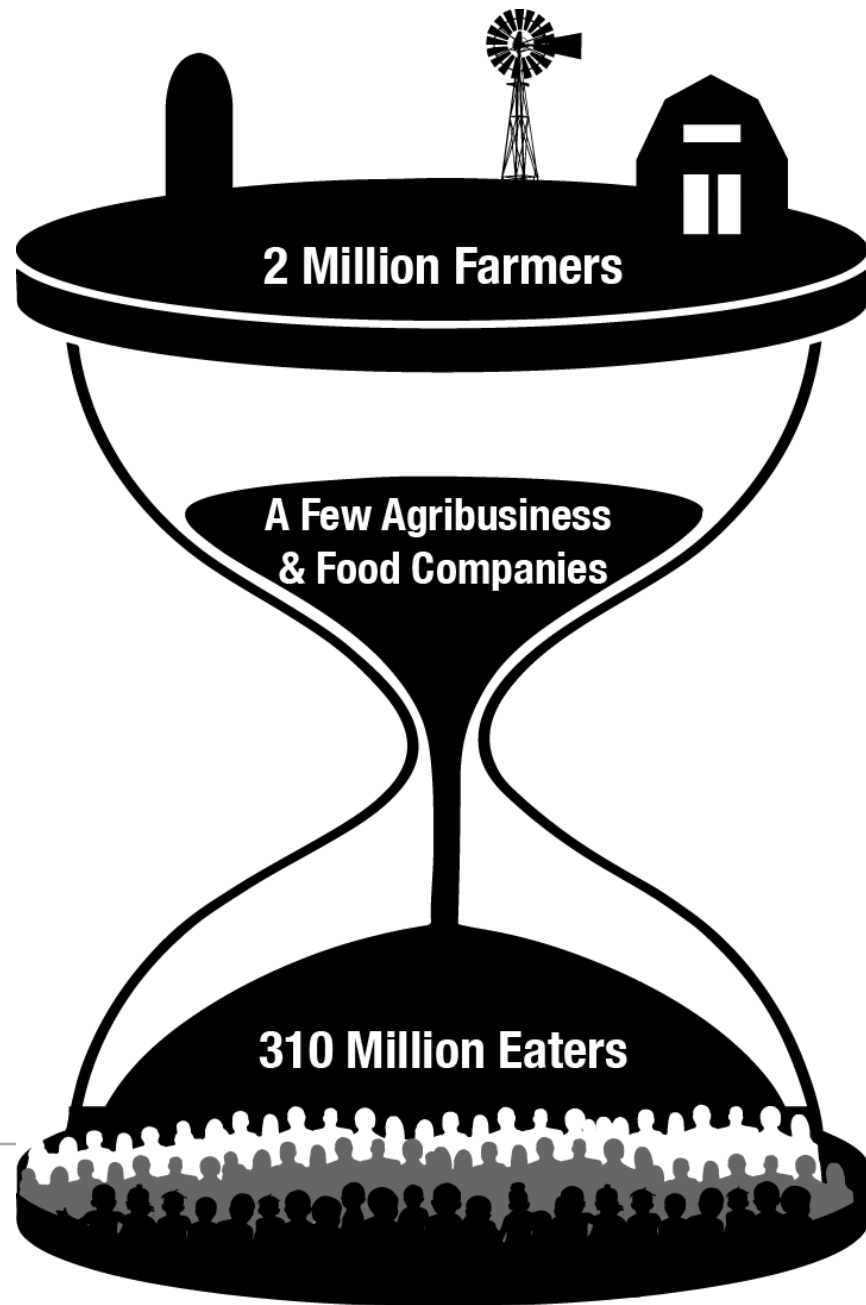 2 Million Farmers
A Few Agribusiness
& Food Companies
310 Million Eaters